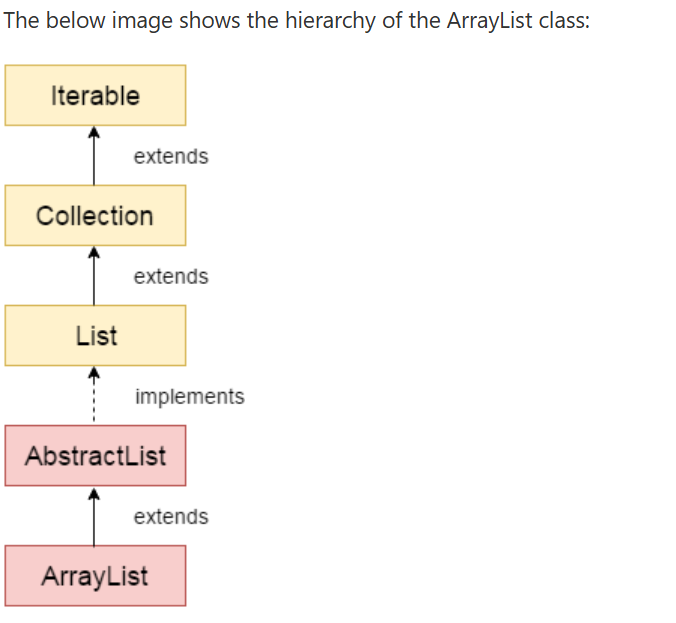 The below image shows the hierarchy of the ArrayList class:
Iterable
extends
Collection
extends
List
implements
AbstractList
extends
ArrayList